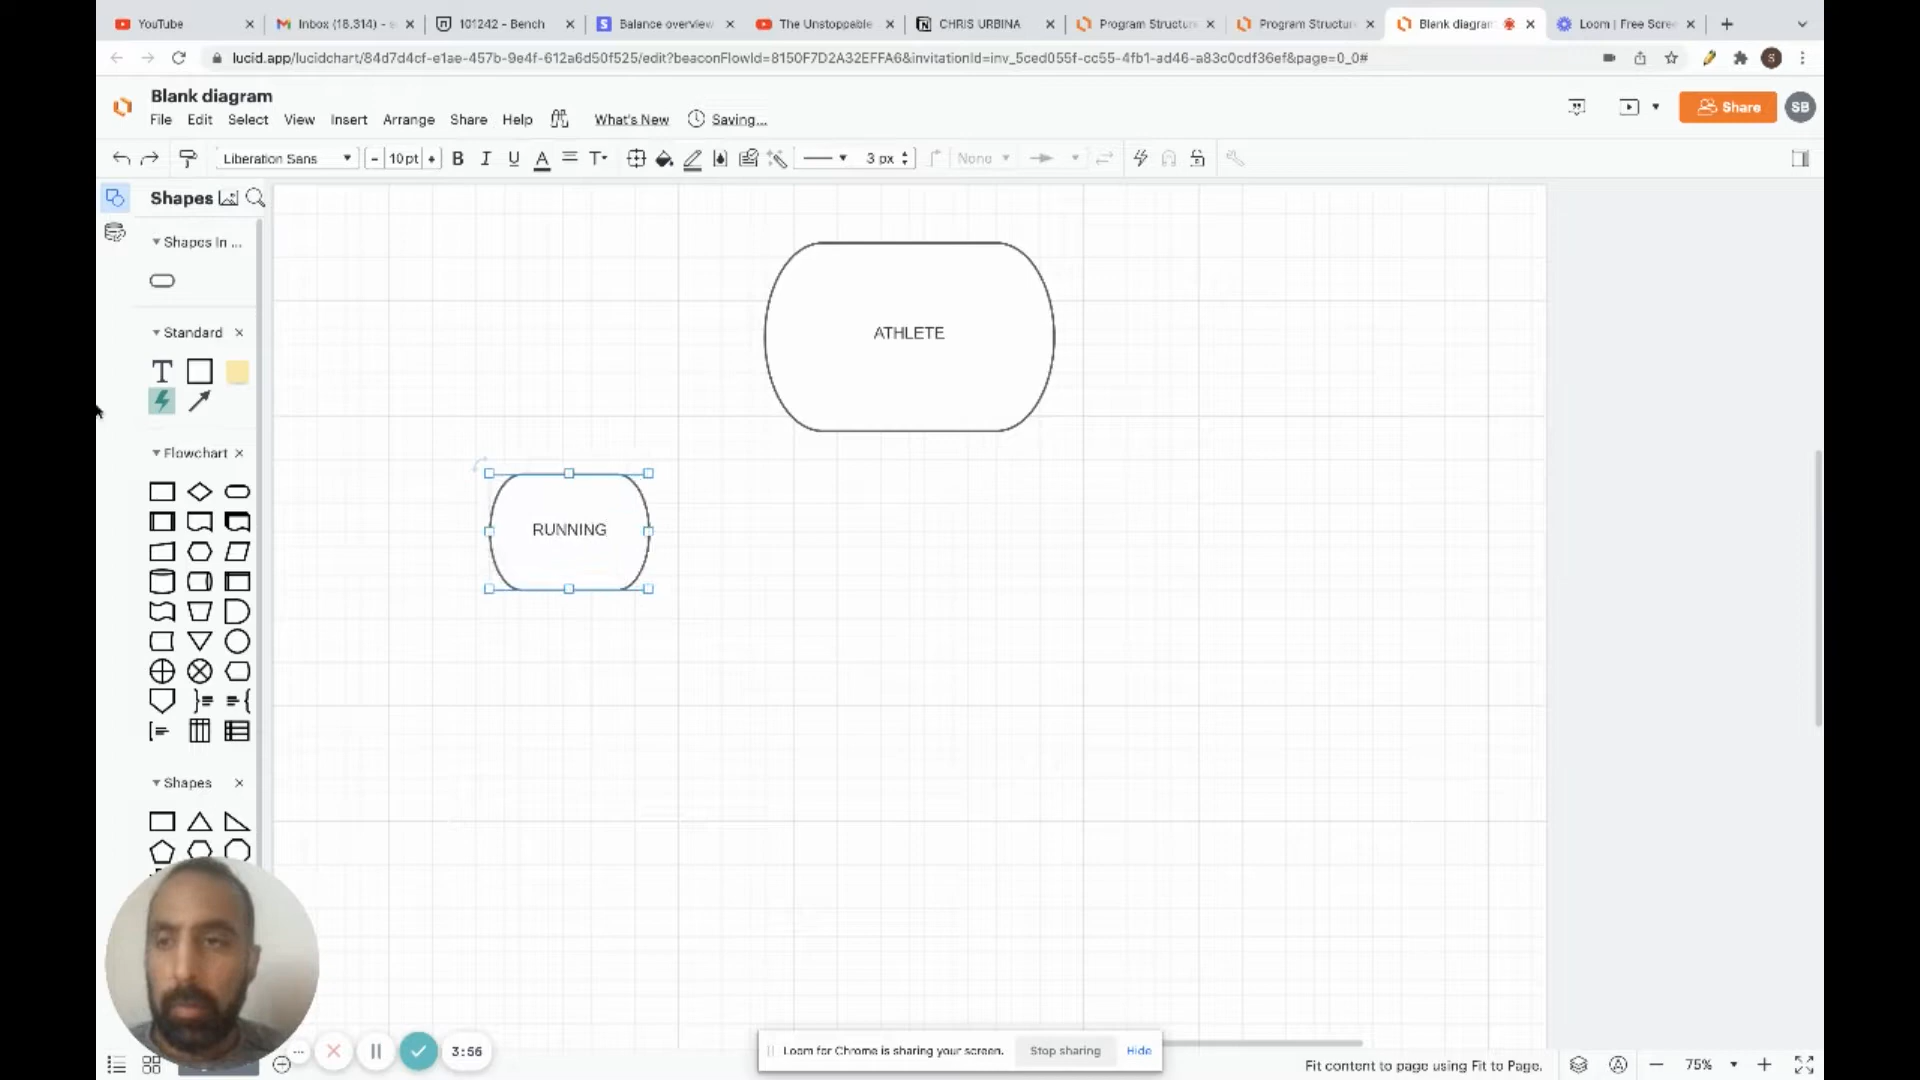 YouTube
Inbox (18,314) - s
101242 - Bench
Balance overview
The Unstoppable
CHRIS URBINA
Program Structure
Program Structure
Blank diagram
Loom | Free Scree
lucid.app/lucidchart/84d7d4cf-e1ae-457b-9e4f-612a6d50f525/edit?beaconFlowId=8150F7D2A32EFFA6&invitationId=inv_5ced055f-cc55-4fb1-ad46-a83c0cdf36ef&page=0_0#
S
Blank diagram
File Edit Select View Insert Arrange Share Help What's New Saving...
Share
SB
Liberation Sans - 10 pt + B I U A T 3 px None
Shapes
Shapes In ...
Standard
T
Flowchart
Shapes
ATHLETE
RUNNING
3:56
Loom for Chrome is sharing your screen. Stop sharing Hide
Fit content to page using Fit to Page.
75%